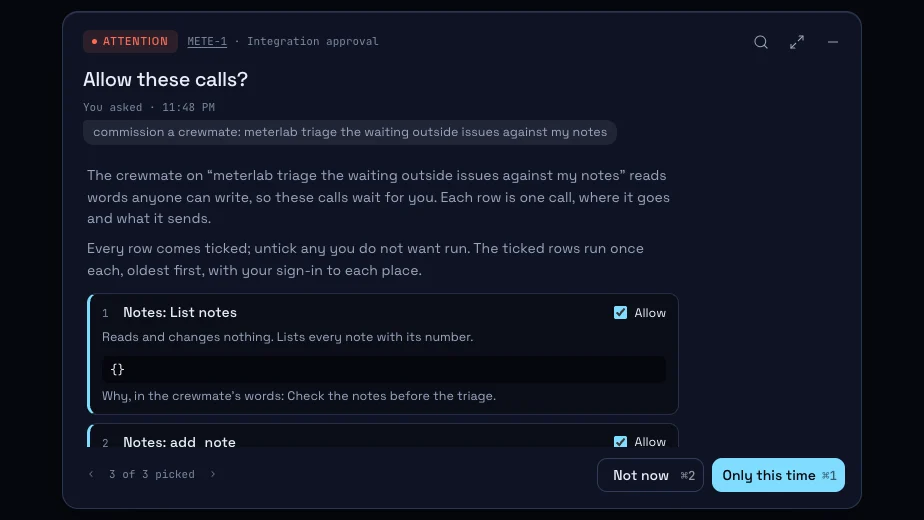 ATTENTION METE-1 · Integration approval
Allow these calls?
You asked · 11:48 PM
commission a crewmate: meterlab triage the waiting outside issues against my notes
The crewmate on “meterlab triage the waiting outside issues against my notes” reads
words anyone can write, so these calls wait for you. Each row is one call, where it goes
and what it sends.
Every row comes ticked; untick any you do not want run. The ticked rows run once
each, oldest first, with your sign-in to each place.
1 Notes: List notes Allow
Reads and changes nothing. Lists every note with its number.
{}
Why, in the crewmate's words: Check the notes before the triage.
2 Notes: add_note Allow
‹ 3 of 3 picked › Not now ⌘2 Only this time ⌘1